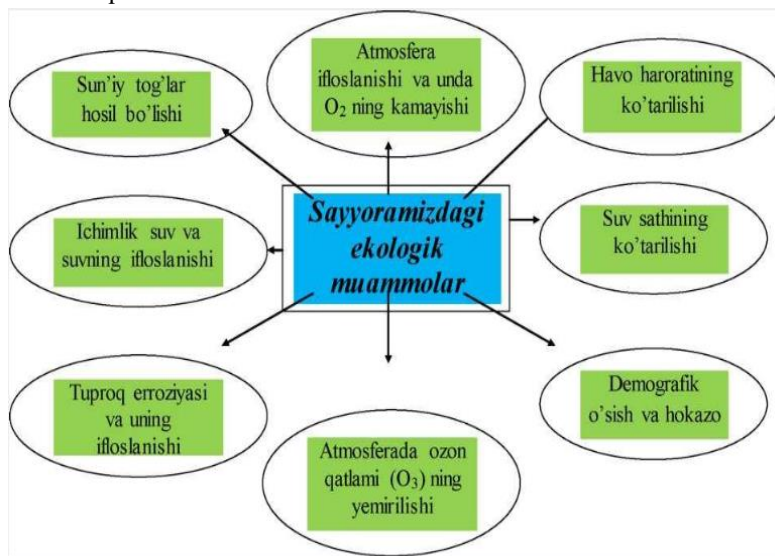 Sun'iy tog'lar
hosil bo'lishi
Atmosfera
ifloslanishi va unda
O₂ ning kamayishi
Havo haroratining
ko'tarilishi
Ichimlik suv va
suvning ifloslanishi
Sayyoramizdagi
ekologik
muammolar
Suv sathining
ko'tarilishi
Tuproq erroziyasi
va uning
ifloslanishi
Atmosferada ozon
qatlami (O₃) ning
yemirilishi
Demografik
o'sish va hokazo